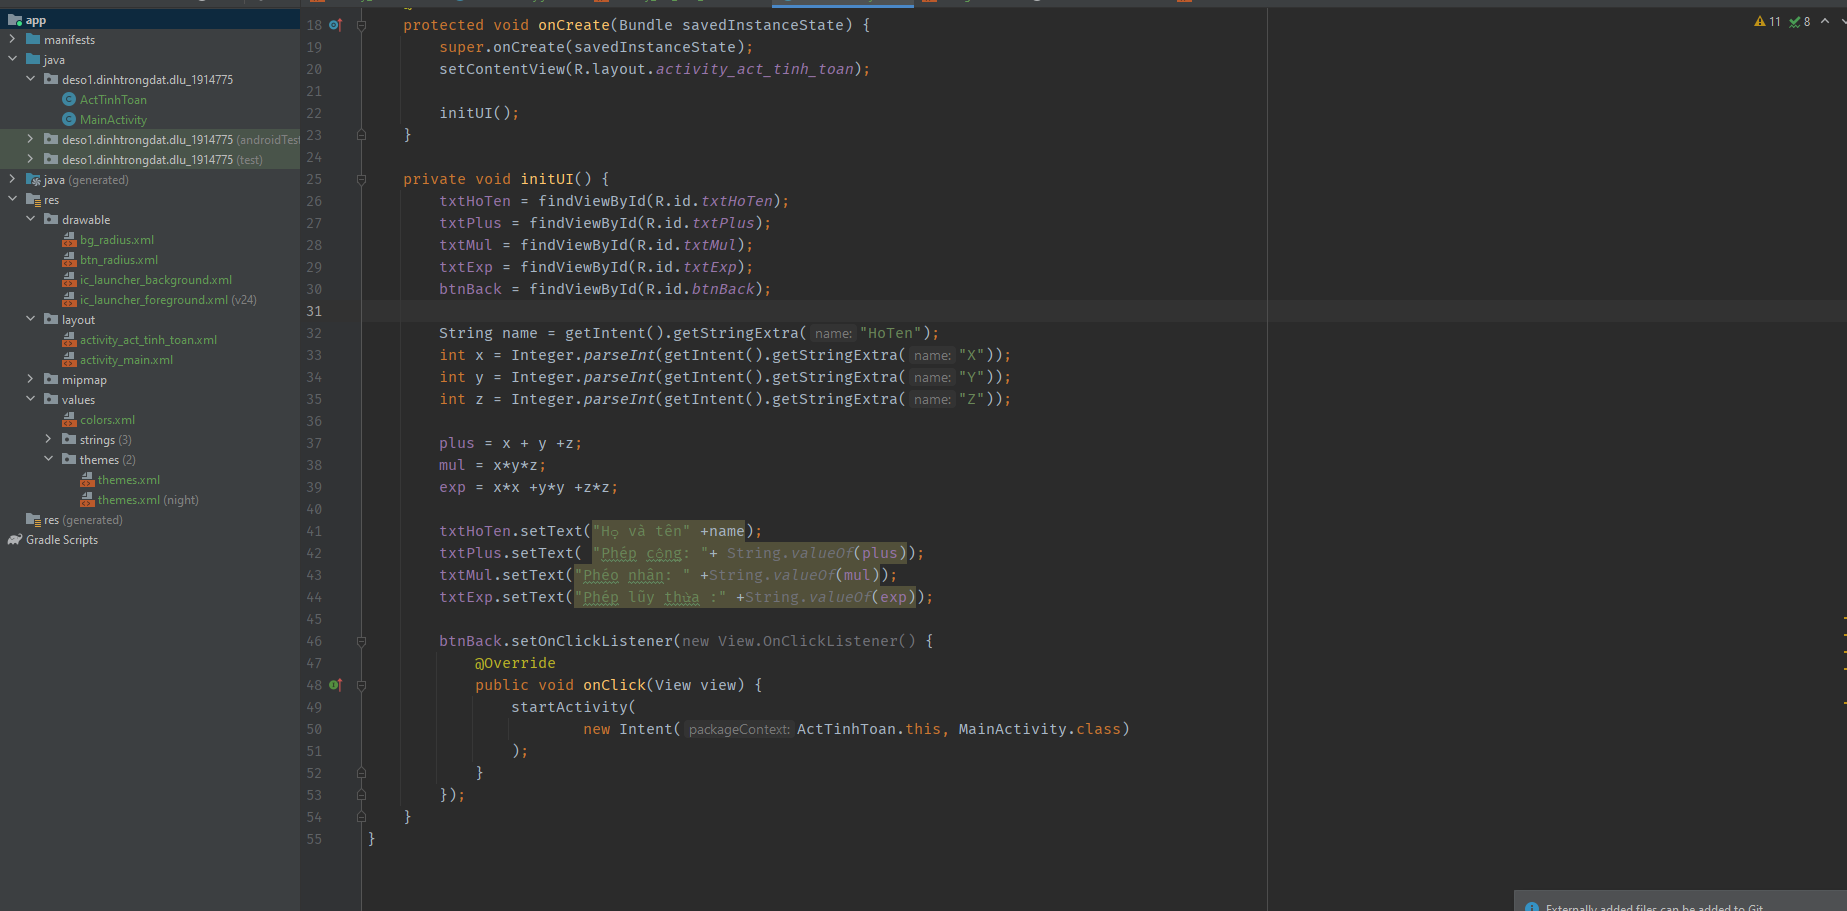 app
manifests
java
deso1.dinhtrongdat.dlu_1914775
ActTinhToan
MainActivity
deso1.dinhtrongdat.dlu_1914775 (androidTest
deso1.dinhtrongdat.dlu_1914775 (test)
java (generated)
res
drawable
bg_radius.xml
btn_radius.xml
ic_launcher_background.xml
ic_launcher_foreground.xml (v24)
layout
activity_act_tinh_toan.xml
activity_main.xml
mipmap
values
colors.xml
strings (3)
themes (2)
themes.xml
themes.xml (night)
res (generated)
Gradle Scripts
11 8
18 protected void onCreate(Bundle savedInstanceState) {
19 super.onCreate(savedInstanceState);
20 setContentView(R.layout.activity_act_tinh_toan);
21
22 initUI();
23 }
24
25 private void initUI() {
26 txtHoTen = findViewById(R.id.txtHoTen);
27 txtPlus = findViewById(R.id.txtPlus);
28 txtMul = findViewById(R.id.txtMul);
29 txtExp = findViewById(R.id.txtExp);
30 btnBack = findViewById(R.id.btnBack);
31
32 String name = getIntent().getStringExtra( name: "HoTen");
33 int x = Integer.parseInt(getIntent().getStringExtra( name: "X"));
34 int y = Integer.parseInt(getIntent().getStringExtra( name: "Y"));
35 int z = Integer.parseInt(getIntent().getStringExtra( name: "Z"));
36
37 plus = x + y +z;
38 mul = x*y*z;
39 exp = x*x +y*y +z*z;
40
41 txtHoTen.setText("Họ và tên" +name);
42 txtPlus.setText( "Phép cộng: "+ String.valueOf(plus));
43 txtMul.setText("Phéo nhân: " +String.valueOf(mul));
44 txtExp.setText("Phép lũy thừa :" +String.valueOf(exp));
45
46 btnBack.setOnClickListener(new View.OnClickListener() {
47 @Override
48 public void onClick(View view) {
49 startActivity(
50 new Intent( packageContext: ActTinhToan.this, MainActivity.class)
51 );
52 }
53 });
54 }
55 }
Externally added files can be added to Git